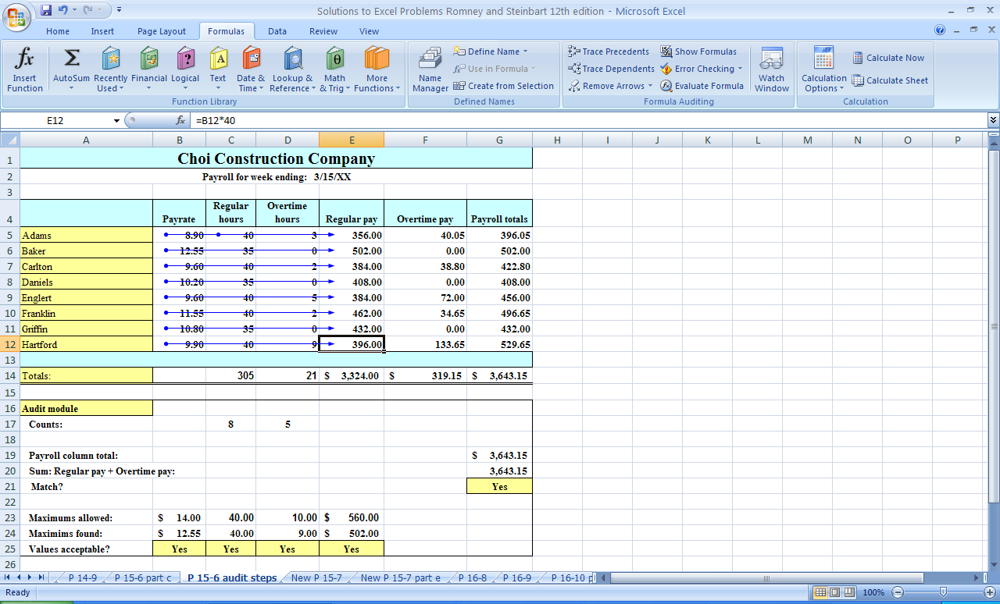 Solutions to Excel Problems Romney and Steinbart 12th edition - Microsoft Excel
Home Insert Page Layout Formulas Data Review View
fx Σ ? A θ
Insert Function AutoSum Recently Used Financial Logical Text Date & Time Lookup & Reference Math & Trig More Functions
Function Library
Name Manager
Define Name
Use in Formula
Create from Selection
Defined Names
Trace Precedents Show Formulas
Trace Dependents Error Checking
Remove Arrows Evaluate Formula
Watch Window
Formula Auditing
Calculation Options
Calculate Now
Calculate Sheet
Calculation
E12 fx =B12*40
A B C D E F G H I J K L M N O P
1 Choi Construction Company
2 Payroll for week ending: 3/15/XX
3
4 Payrate Regular hours Overtime hours Regular pay Overtime pay Payroll totals
5 Adams 8.90 40 3 356.00 40.05 396.05
6 Baker 12.55 35 0 502.00 0.00 502.00
7 Carlton 9.60 40 2 384.00 38.80 422.80
8 Daniels 10.20 35 0 408.00 0.00 408.00
9 Englert 9.60 40 5 384.00 72.00 456.00
10 Franklin 11.55 40 2 462.00 34.65 496.65
11 Griffin 10.80 35 0 432.00 0.00 432.00
12 Hartford 9.90 40 9 396.00 133.65 529.65
13
14 Totals: 305 21 $ 3,324.00 $ 319.15 $ 3,643.15
15
16 Audit module
17 Counts: 8 5
18
19 Payroll column total: $ 3,643.15
20 Sum: Regular pay + Overtime pay: 3,643.15
21 Match? Yes
22
23 Maximums allowed: $ 14.00 40.00 10.00 $ 560.00
24 Maximims found: $ 12.55 40.00 9.00 $ 502.00
25 Values acceptable? Yes Yes Yes Yes
26
P 14-9 P 15-6 part c P 15-6 audit steps New P 15-7 New P 15-7 part e P 16-8 P 16-9 P 16-10 p
Ready 100%